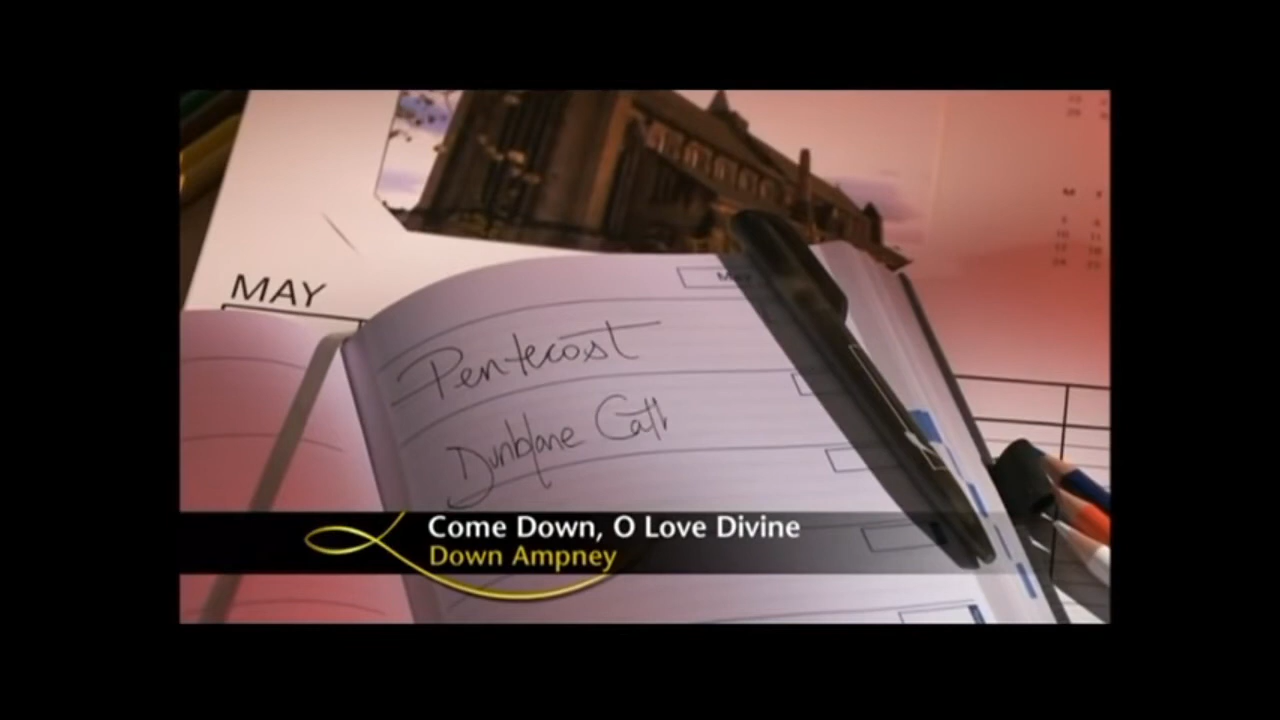 MAY
Pentecost
Dunblane Cath
Come Down, O Love Divine
Down Ampney